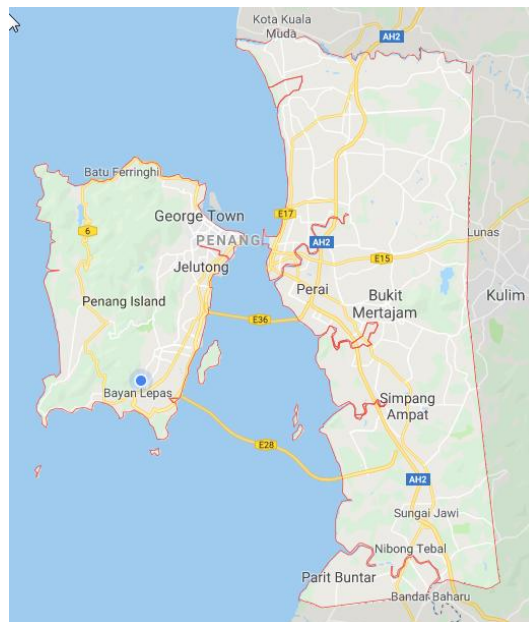 Kota Kuala
Muda
AH2
Batu Ferringhi
George Town
E17
6
PENANG
AH2
Lunas
Jelutong
E15
Perai
Kulim
Penang Island
Bukit
Mertajam
E36
Bayan Lepas
Simpang
Ampat
E28
AH2
Sungai Jawi
Nibong Tebal
Parit Buntar
Bandar Baharu